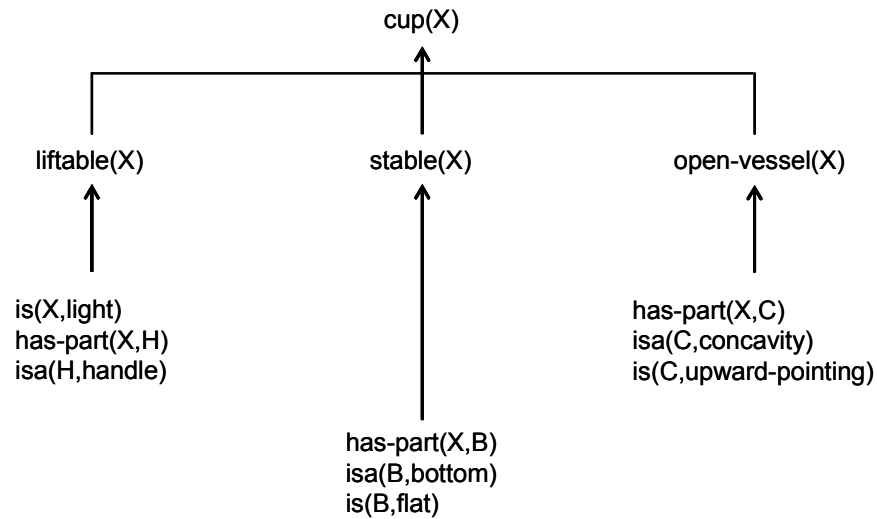 cup(X)
liftable(X)
stable(X)
open-vessel(X)
is(X,light)
has-part(X,H)
isa(H,handle)
has-part(X,C)
isa(C,concavity)
is(C,upward-pointing)
has-part(X,B)
isa(B,bottom)
is(B,flat)